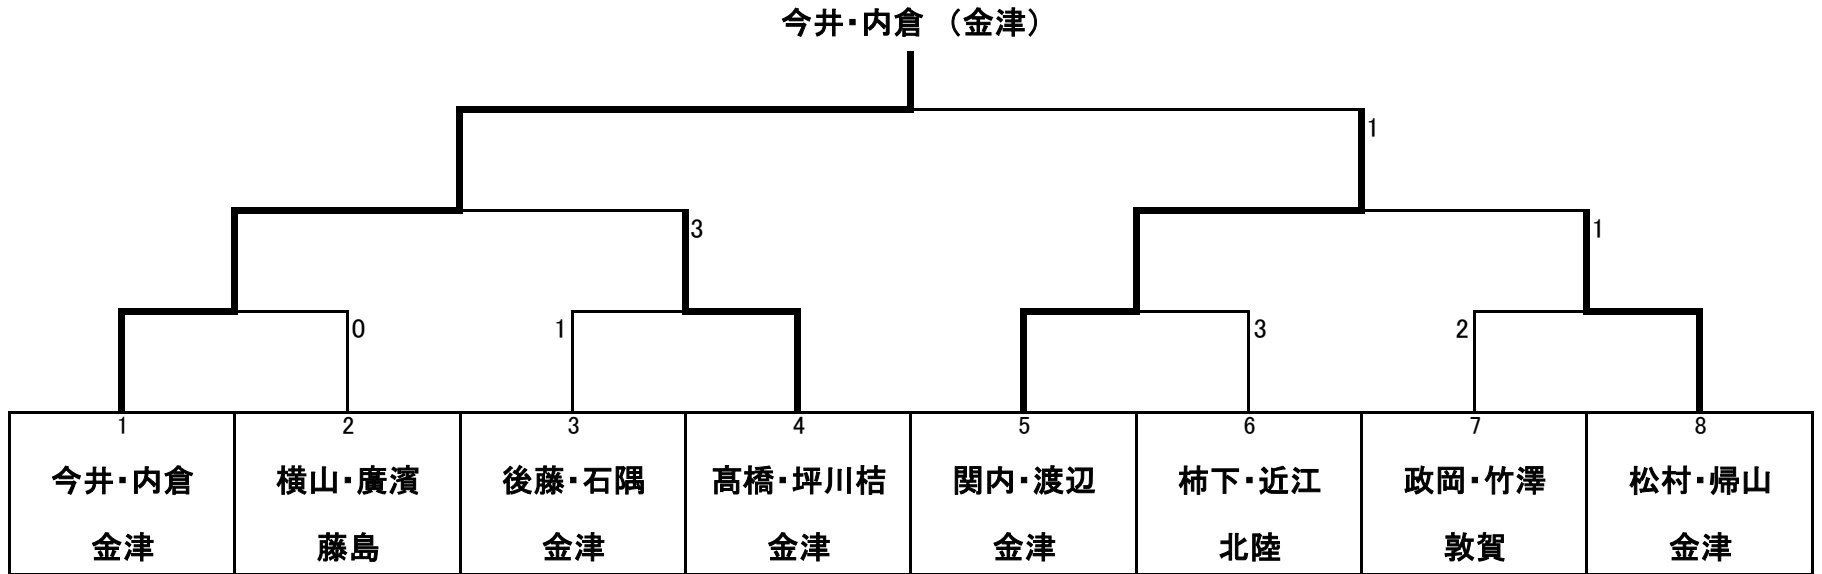 今井・内倉 （金津）
1
3
1
0
1
3
2
1
2
3
4
5
6
7
8
今井・内倉
横山・廣濱
後藤・石隅
髙橋・坪川桔
関内・渡辺
柿下・近江
政岡・竹澤
松村・帰山
金津
藤島
金津
金津
金津
北陸
敦賀
金津